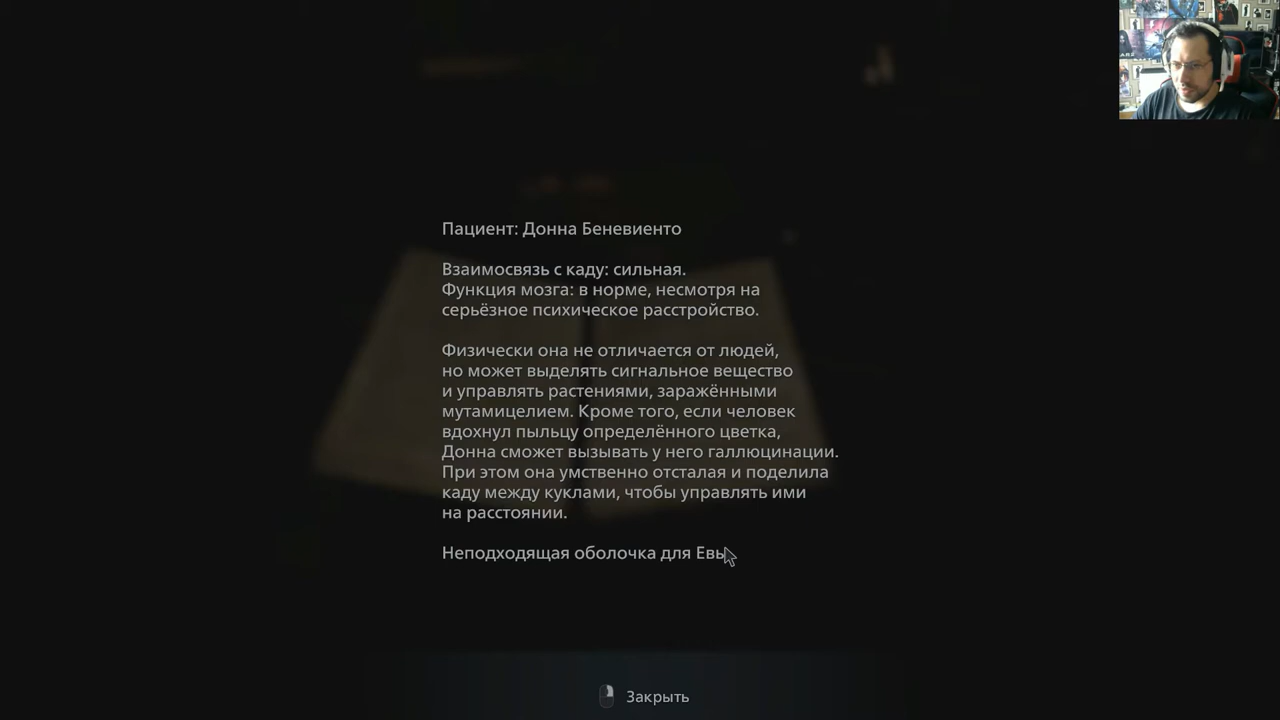 Пациент: Донна Беневиенто
Взаимосвязь с каду: сильная.
Функция мозга: в норме, несмотря на
серьёзное психическое расстройство.
Физически она не отличается от людей,
но может выделять сигнальное вещество
и управлять растениями, заражёнными
мутамицелием. Кроме того, если человек
вдохнул пыльцу определённого цветка,
Донна сможет вызывать у него галлюцинации.
При этом она умственно отсталая и поделила
каду между куклами, чтобы управлять ими
на расстоянии.
Неподходящая оболочка для Евы
Закрыть